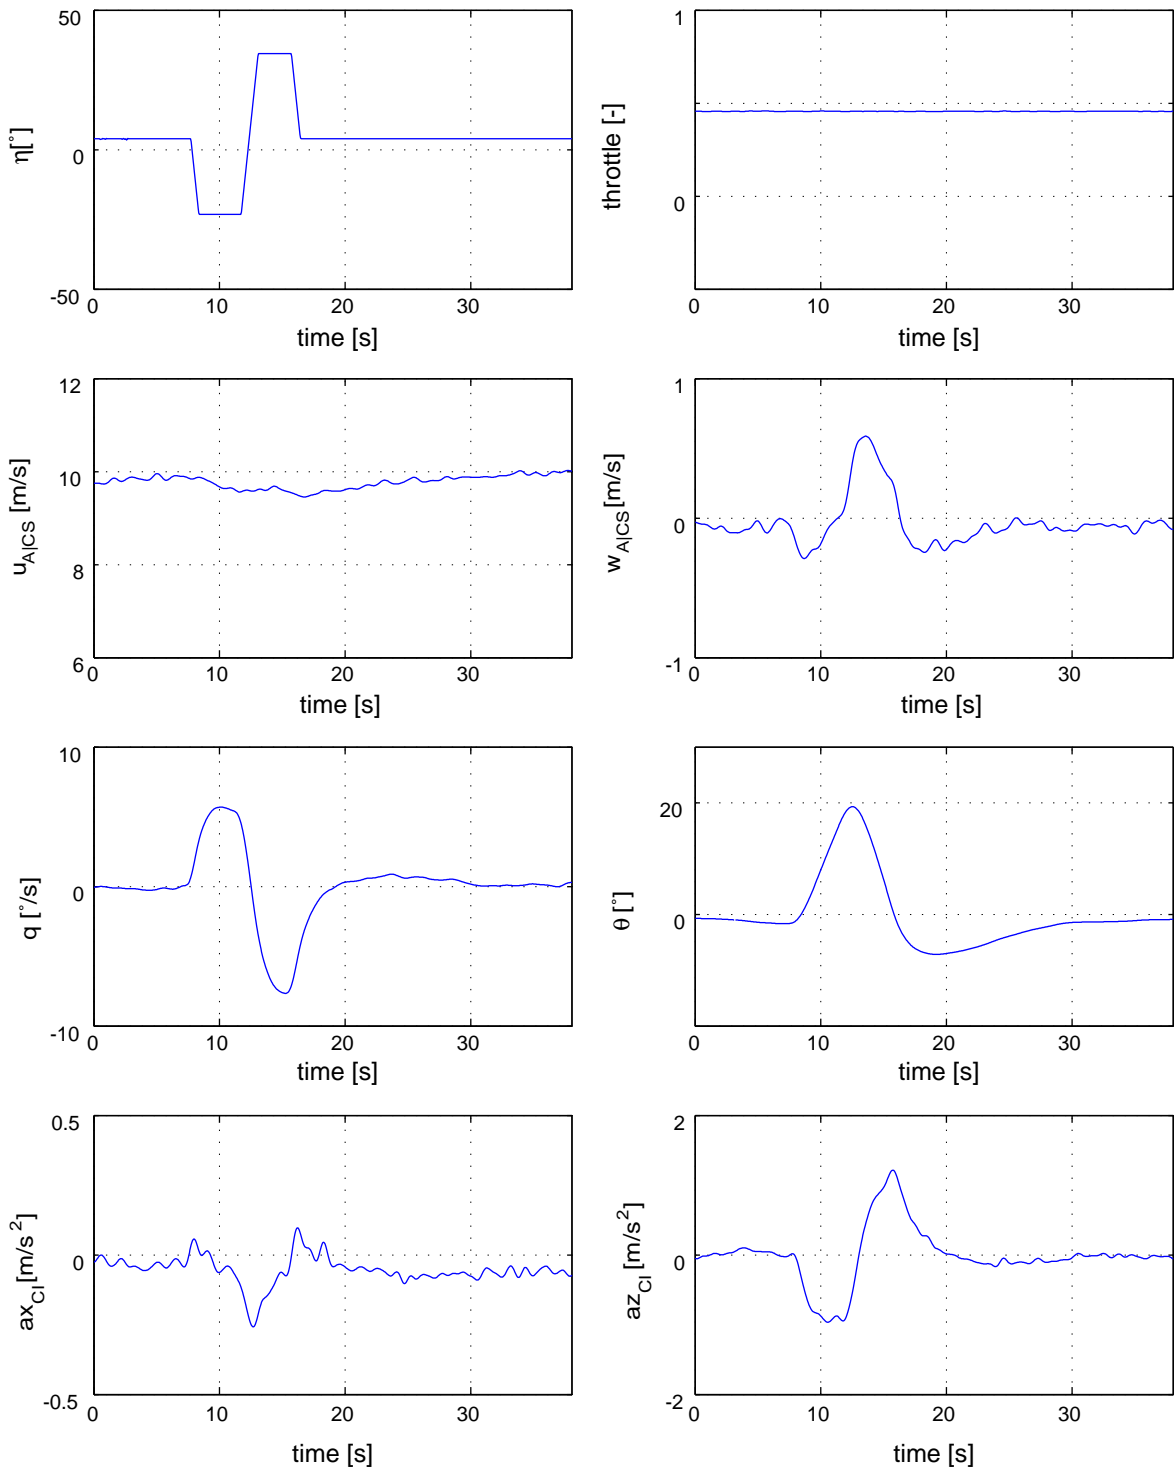 50
0
-50
η[˚]
0 10 20 30
time [s]
1
0
throttle [-]
0 10 20 30
time [s]
12
10
8
6
u_A|CS [m/s]
0 10 20 30
time [s]
1
0
-1
w_A|CS [m/s]
0 10 20 30
time [s]
10
0
-10
q [˚/s]
0 10 20 30
time [s]
20
0
θ [˚]
0 10 20 30
time [s]
0.5
0
-0.5
ax_CI [m/s²]
0 10 20 30
time [s]
2
0
-2
az_CI [m/s²]
0 10 20 30
time [s]